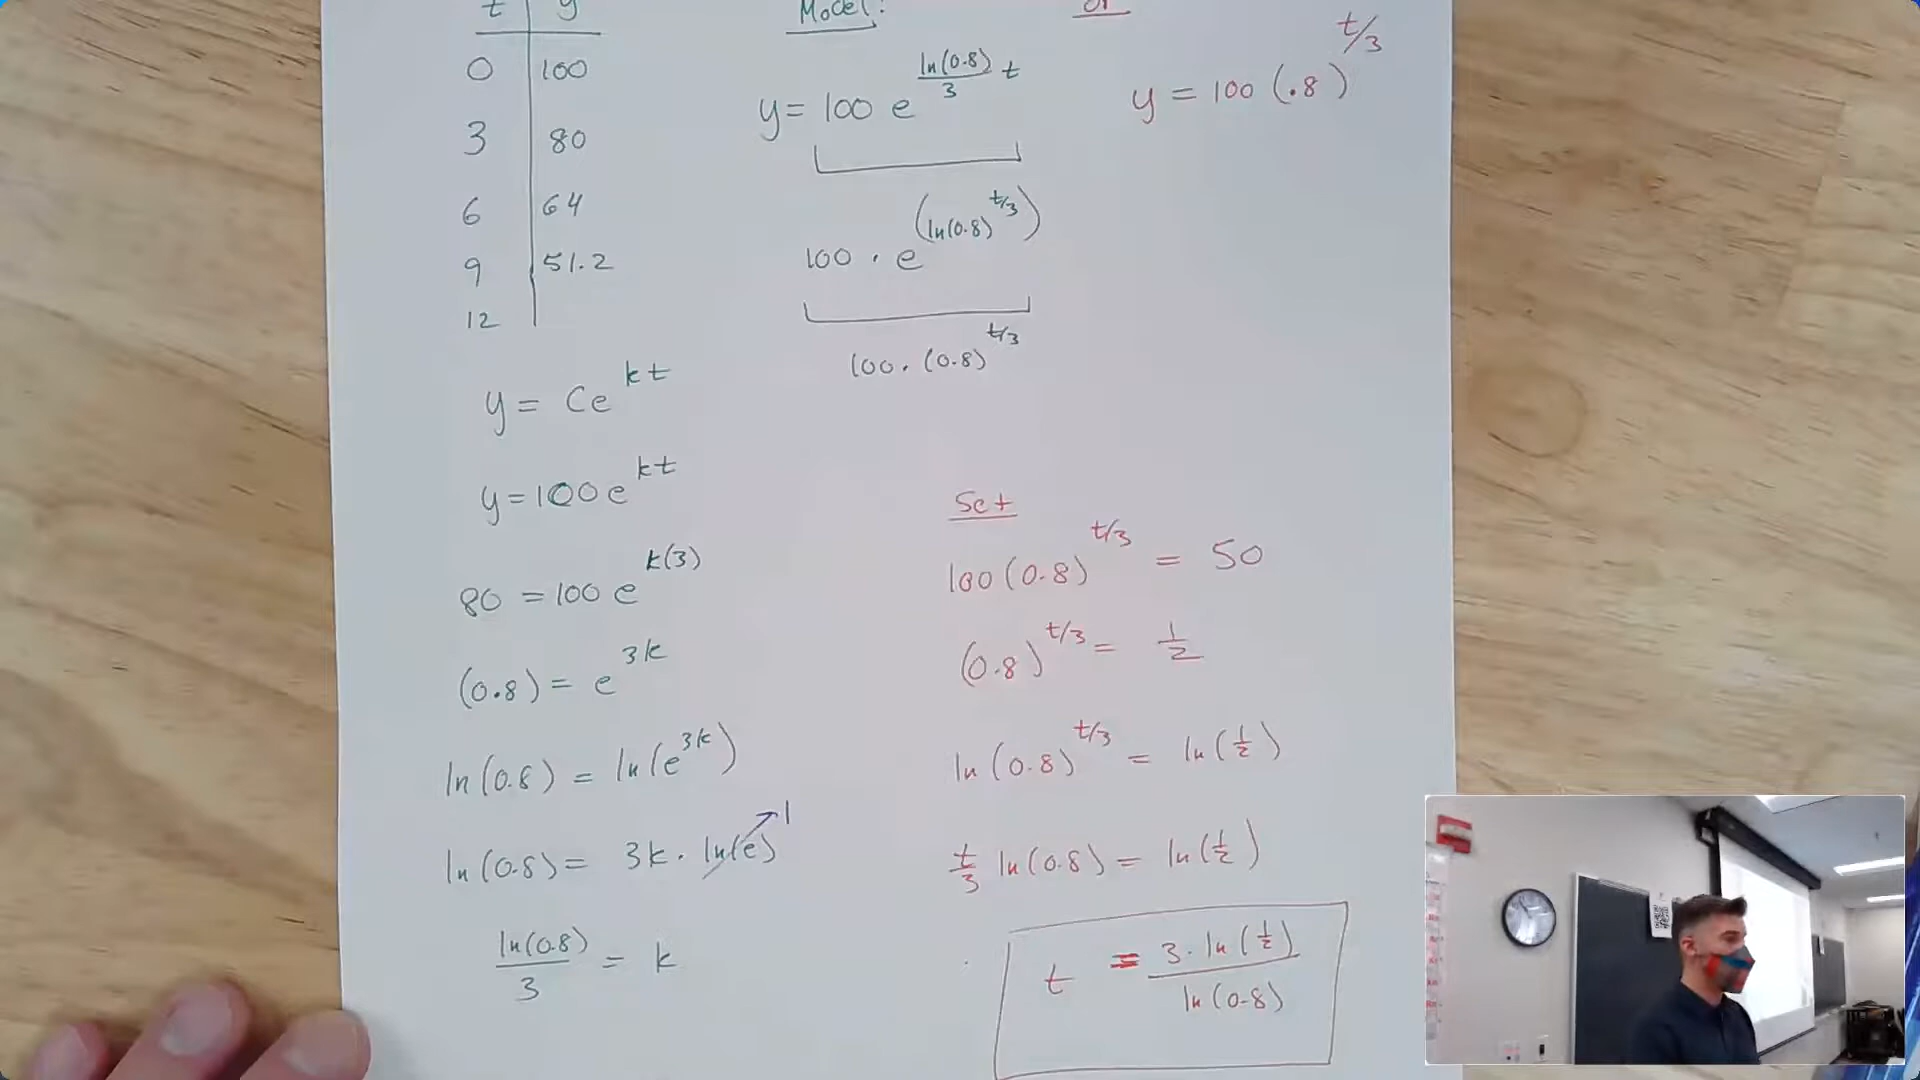 t y
0 100
3 80
6 64
9 51.2
12
y = Ce^{kt}
y = 100 e^{kt}
80 = 100 e^{k(3)}
(0.8) = e^{3k}
ln(0.8) = ln(e^{3k})
ln(0.8) = 3k · ln(e) 1
ln(0.8)/3 = k
Model:
y = 100 e^{ln(0.8)/3 t}
100 · e^{(ln(0.8)^{t/3})}
100 · (0.8)^{t/3}
or
y = 100 (.8)^{t/3}
Set
100 (0.8)^{t/3} = 50
(0.8)^{t/3} = 1/2
ln(0.8)^{t/3} = ln(1/2)
t/3 ln(0.8) = ln(1/2)
t = 3 · ln(1/2) / ln(0.8)